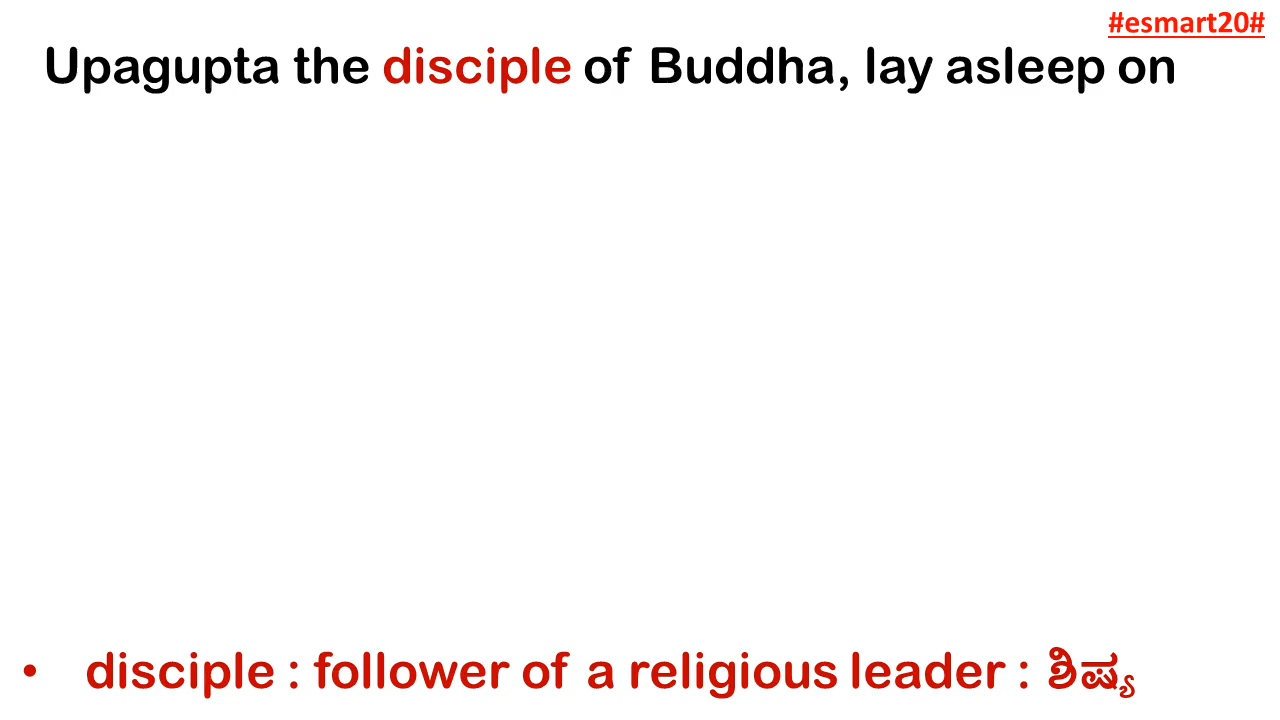 #esmart20#
Upagupta the disciple of Buddha, lay asleep on
• disciple : follower of a religious leader : ಶಿಷ್ಯ